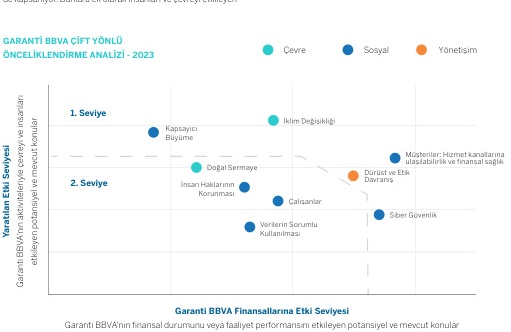 de kapsanıyor. Bunlara ek olarak insanları ve çevreyi etkileyen
GARANTİ BBVA ÇİFT YÖNLÜ
ÖNCELİKLENDİRME ANALİZİ - 2023
Çevre
Sosyal
Yönetişim
Yaratılan Etki Seviyesi
Garanti BBVA'nın aktiviteleriyle çevreyi ve insanları
etkileyen potansiyel ve mevcut konular
1. Seviye
İklim Değişikliği
Kapsayıcı
Büyüme
Müşteriler: Hizmet kanallarına
ulaşılabilirlik ve finansal sağlık
Doğal Sermaye
Dürüst ve Etik
Davranış
2. Seviye
İnsan Haklarının
Korunması
Çalışanlar
Siber Güvenlik
Verilerin Sorumlu
Kullanılması
Garanti BBVA Finansallarına Etki Seviyesi
Garanti BBVA'nın finansal durumunu veya faaliyet performansını etkileyen potansiyel ve mevcut konular